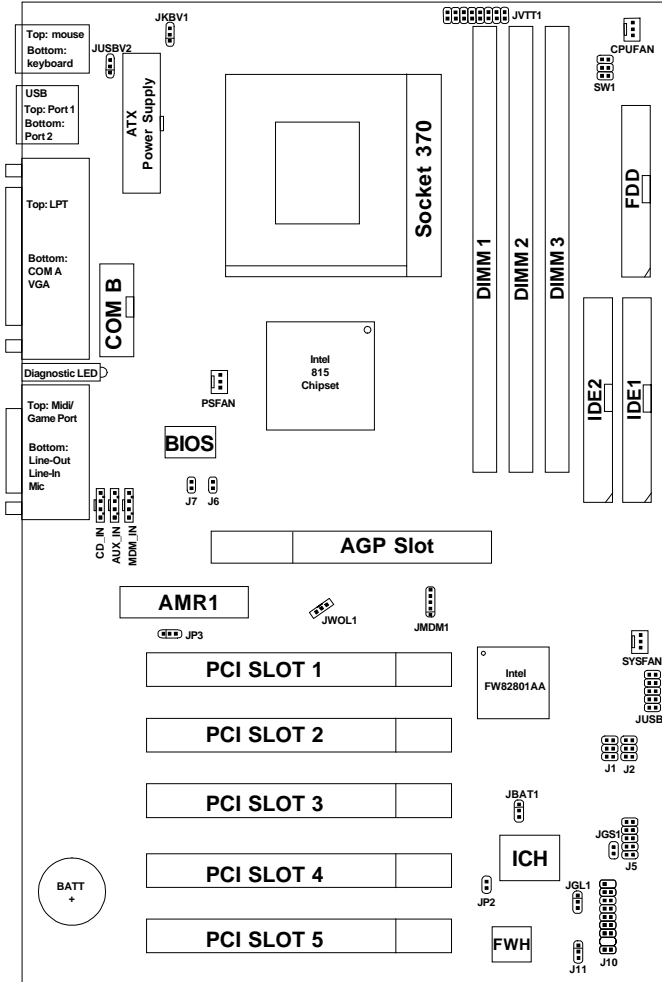 JKBV1
JVTT1
Top: mouse
Bottom:
keyboard
JUSBV2
CPUFAN
SW1
USB
Top: Port 1
Bottom:
Port 2
ATX
Power Supply
Socket 370
DIMM 1
DIMM 2
DIMM 3
FDD
Top: LPT
Bottom:
COM A
VGA
COM B
Intel
815
Chipset
IDE2
IDE1
Diagnostic LED
PSFAN
Top: Midi/
Game Port
Bottom:
Line-Out
Line-In
Mic
BIOS
J7
J6
CD_IN
AUX_IN
MDM_IN
AGP Slot
AMR1
JWOL1
JMDM1
JP3
SYSFAN
PCI SLOT 1
Intel
FW82801AA
JUSB
PCI SLOT 2
J1
J2
JBAT1
PCI SLOT 3
JGS1
ICH
J5
BATT
+
PCI SLOT 4
JP2
JGL1
PCI SLOT 5
FWH
J11
J10